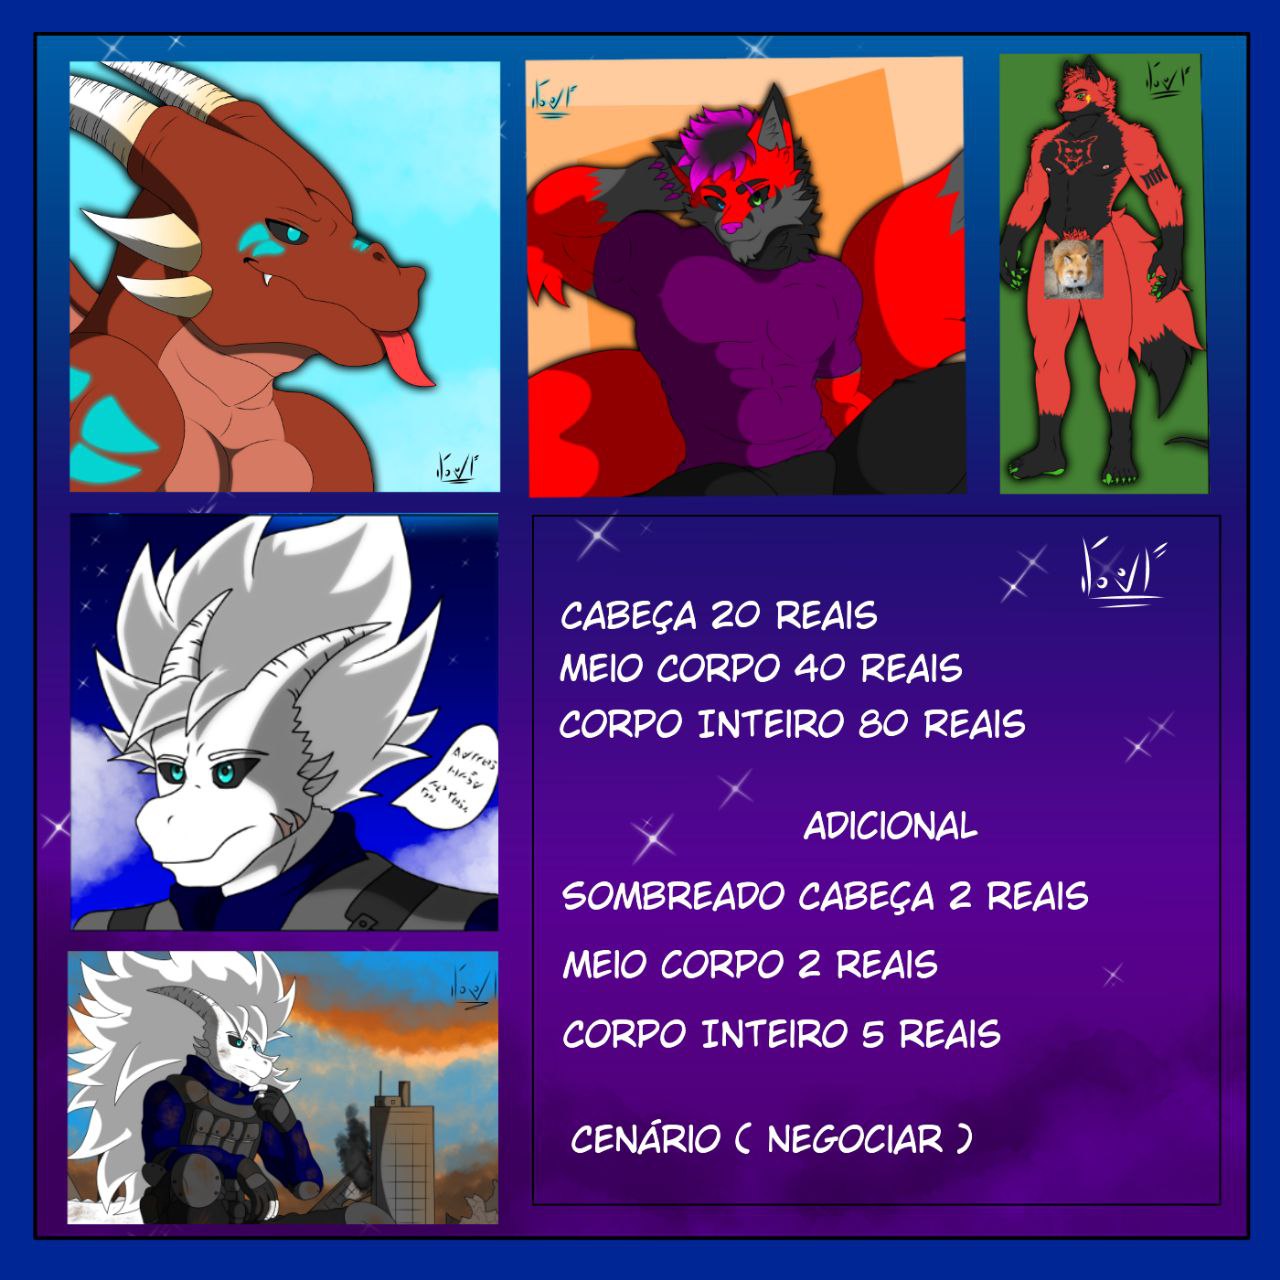 CABEÇA 20 REAIS
MEIO CORPO 40 REAIS
CORPO INTEIRO 80 REAIS
ADICIONAL
SOMBREADO CABEÇA 2 REAIS
MEIO CORPO 2 REAIS
CORPO INTEIRO 5 REAIS
CENÁRIO ( NEGOCIAR )